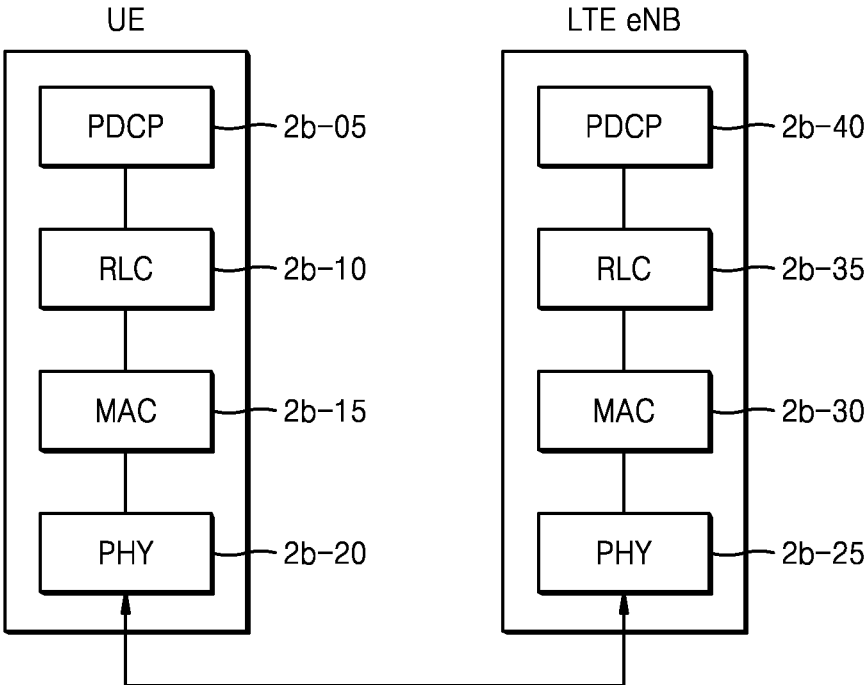 UE LTE eNB
PDCP 2b-05 PDCP 2b-40
RLC 2b-10 RLC 2b-35
MAC 2b-15 MAC 2b-30
PHY 2b-20 PHY 2b-25